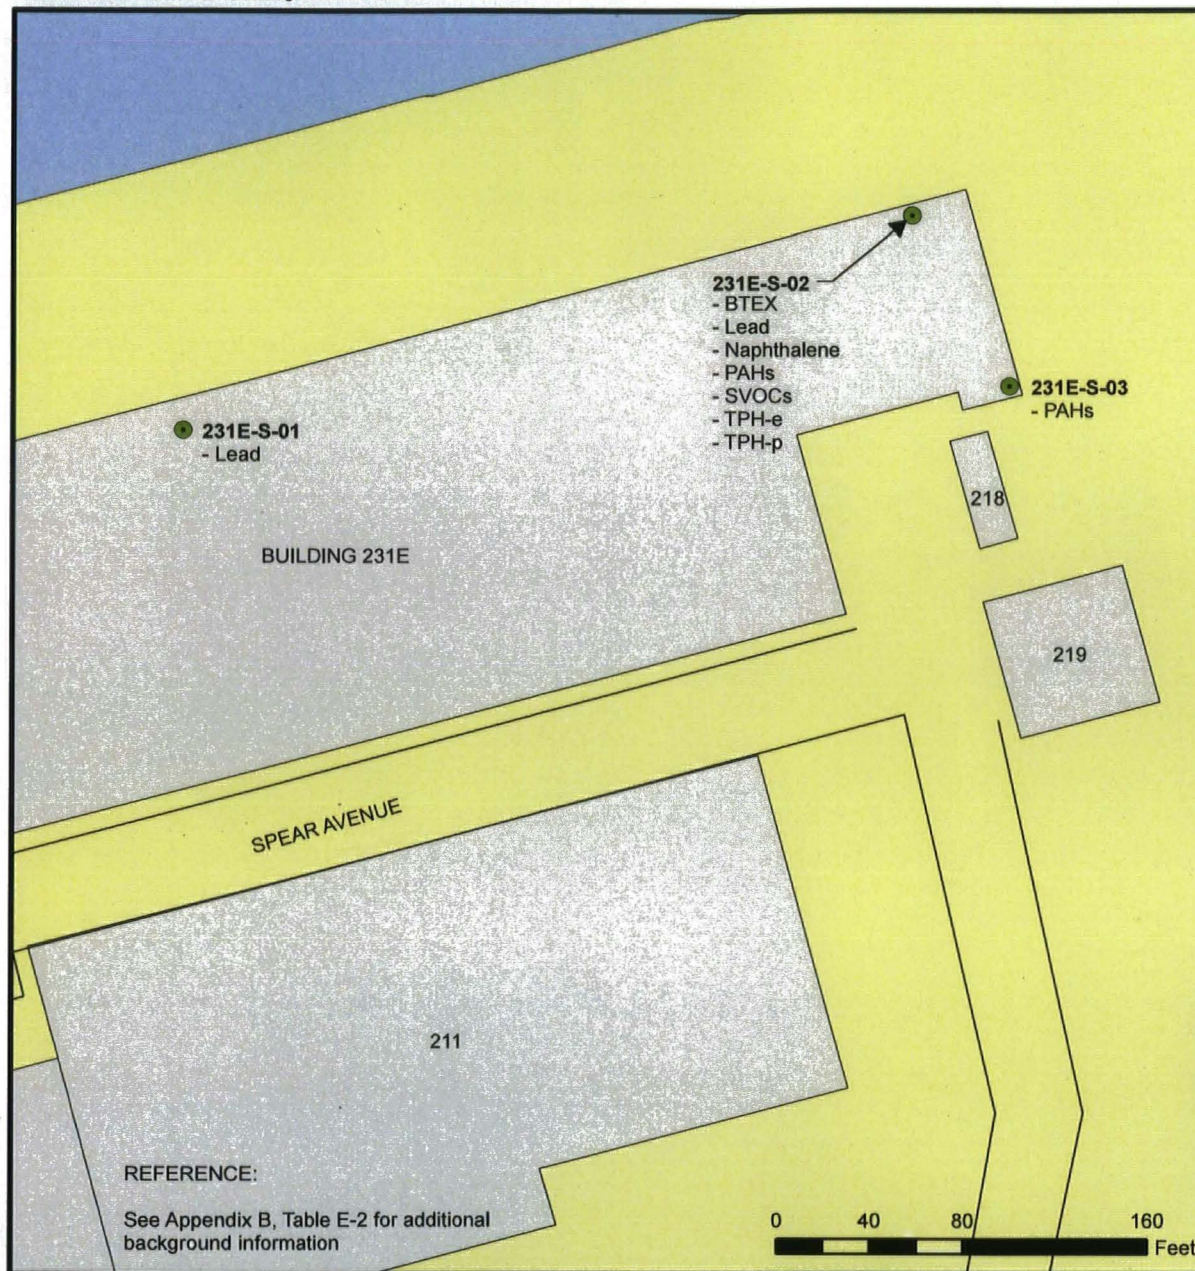 231E-S-02
- BTEX
- Lead
- Naphthalene
- PAHs
- SVOCs
- TPH-e
- TPH-p
231E-S-03
- PAHs
231E-S-01
- Lead
218
BUILDING 231E
219
SPEAR AVENUE
211
REFERENCE:
See Appendix B, Table E-2 for additional
background information
0 40 80 160
Feet